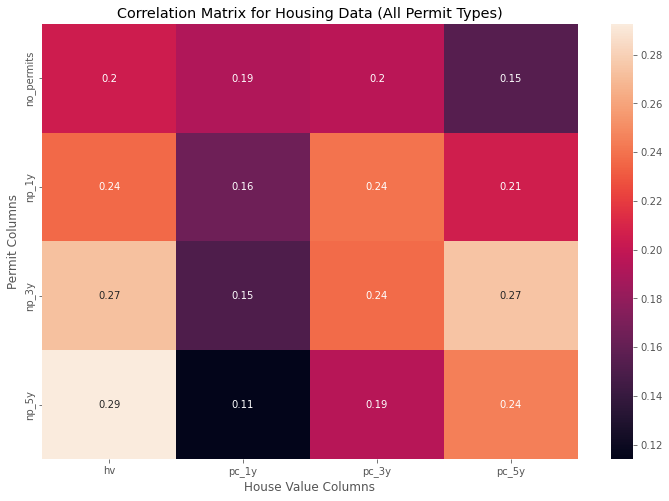 Correlation Matrix for Housing Data (All Permit Types)
Permit Columns
no_permits
np_1y
np_3y
np_5y
0.2 0.19 0.2 0.15
0.24 0.16 0.24 0.21
0.27 0.15 0.24 0.27
0.29 0.11 0.19 0.24
hv pc_1y pc_3y pc_5y
House Value Columns
0.28
0.26
0.24
0.22
0.20
0.18
0.16
0.14
0.12